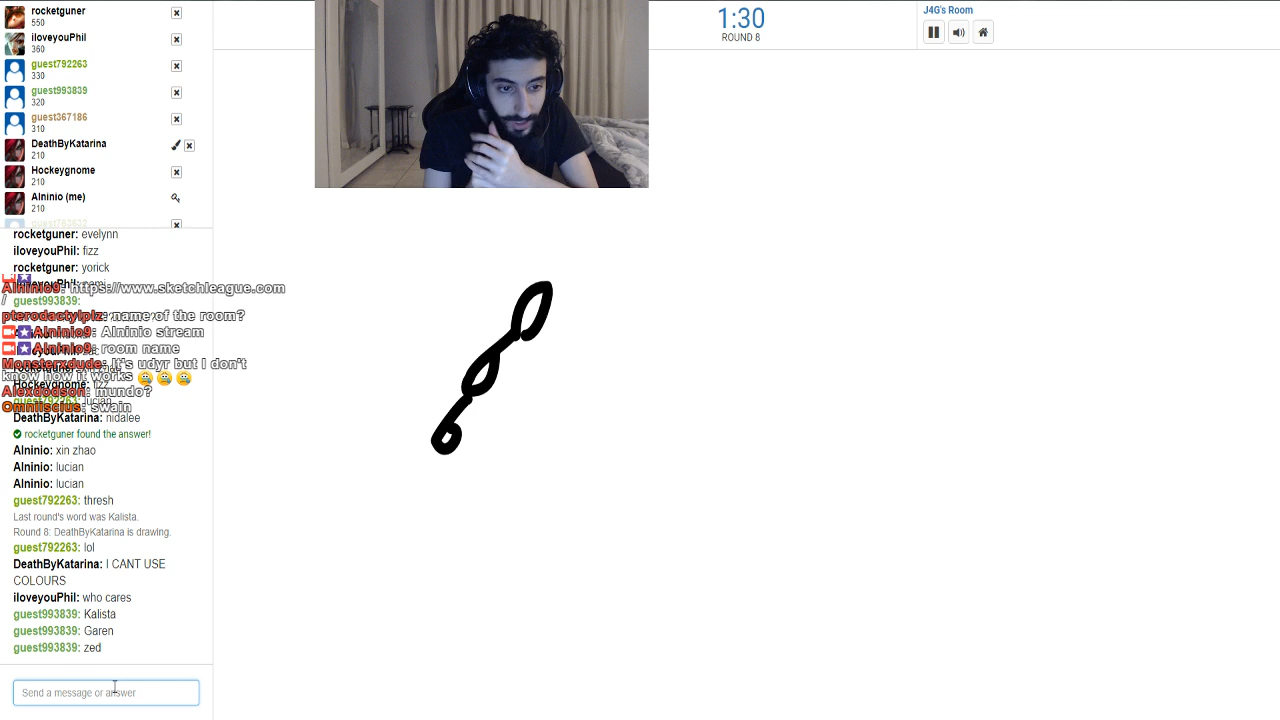 rocketguner
550
iloveyouPhil
360
guest792263
330
guest993839
320
guest367186
310
DeathByKatarina
210
Hockeygnome
210
Alninio (me)
210
1:30
ROUND 8
J4G's Room
rocketguner: evelynn
iloveyouPhil: fizz
rocketguner: yorick
Alninio9: https://www.sketchleague.com
/
guest993839:
pterodactylplz: name of the room?
Alninio9: Alninio stream
Alninio9: room name
Monsterxdude: It's udyr but I don't
know how it works
Hockeygnome: fizz
Alexdodson: mundo?
guest792263: lucian
Omniiscius: swain
DeathByKatarina: nidalee
rocketguner found the answer!
Alninio: xin zhao
Alninio: lucian
Alninio: lucian
guest792263: thresh
Last round's word was Kalista.
Round 8: DeathByKatarina is drawing.
guest792263: lol
DeathByKatarina: I CANT USE
COLOURS
iloveyouPhil: who cares
guest993839: Kalista
guest993839: Garen
guest993839: zed
Send a message or answer